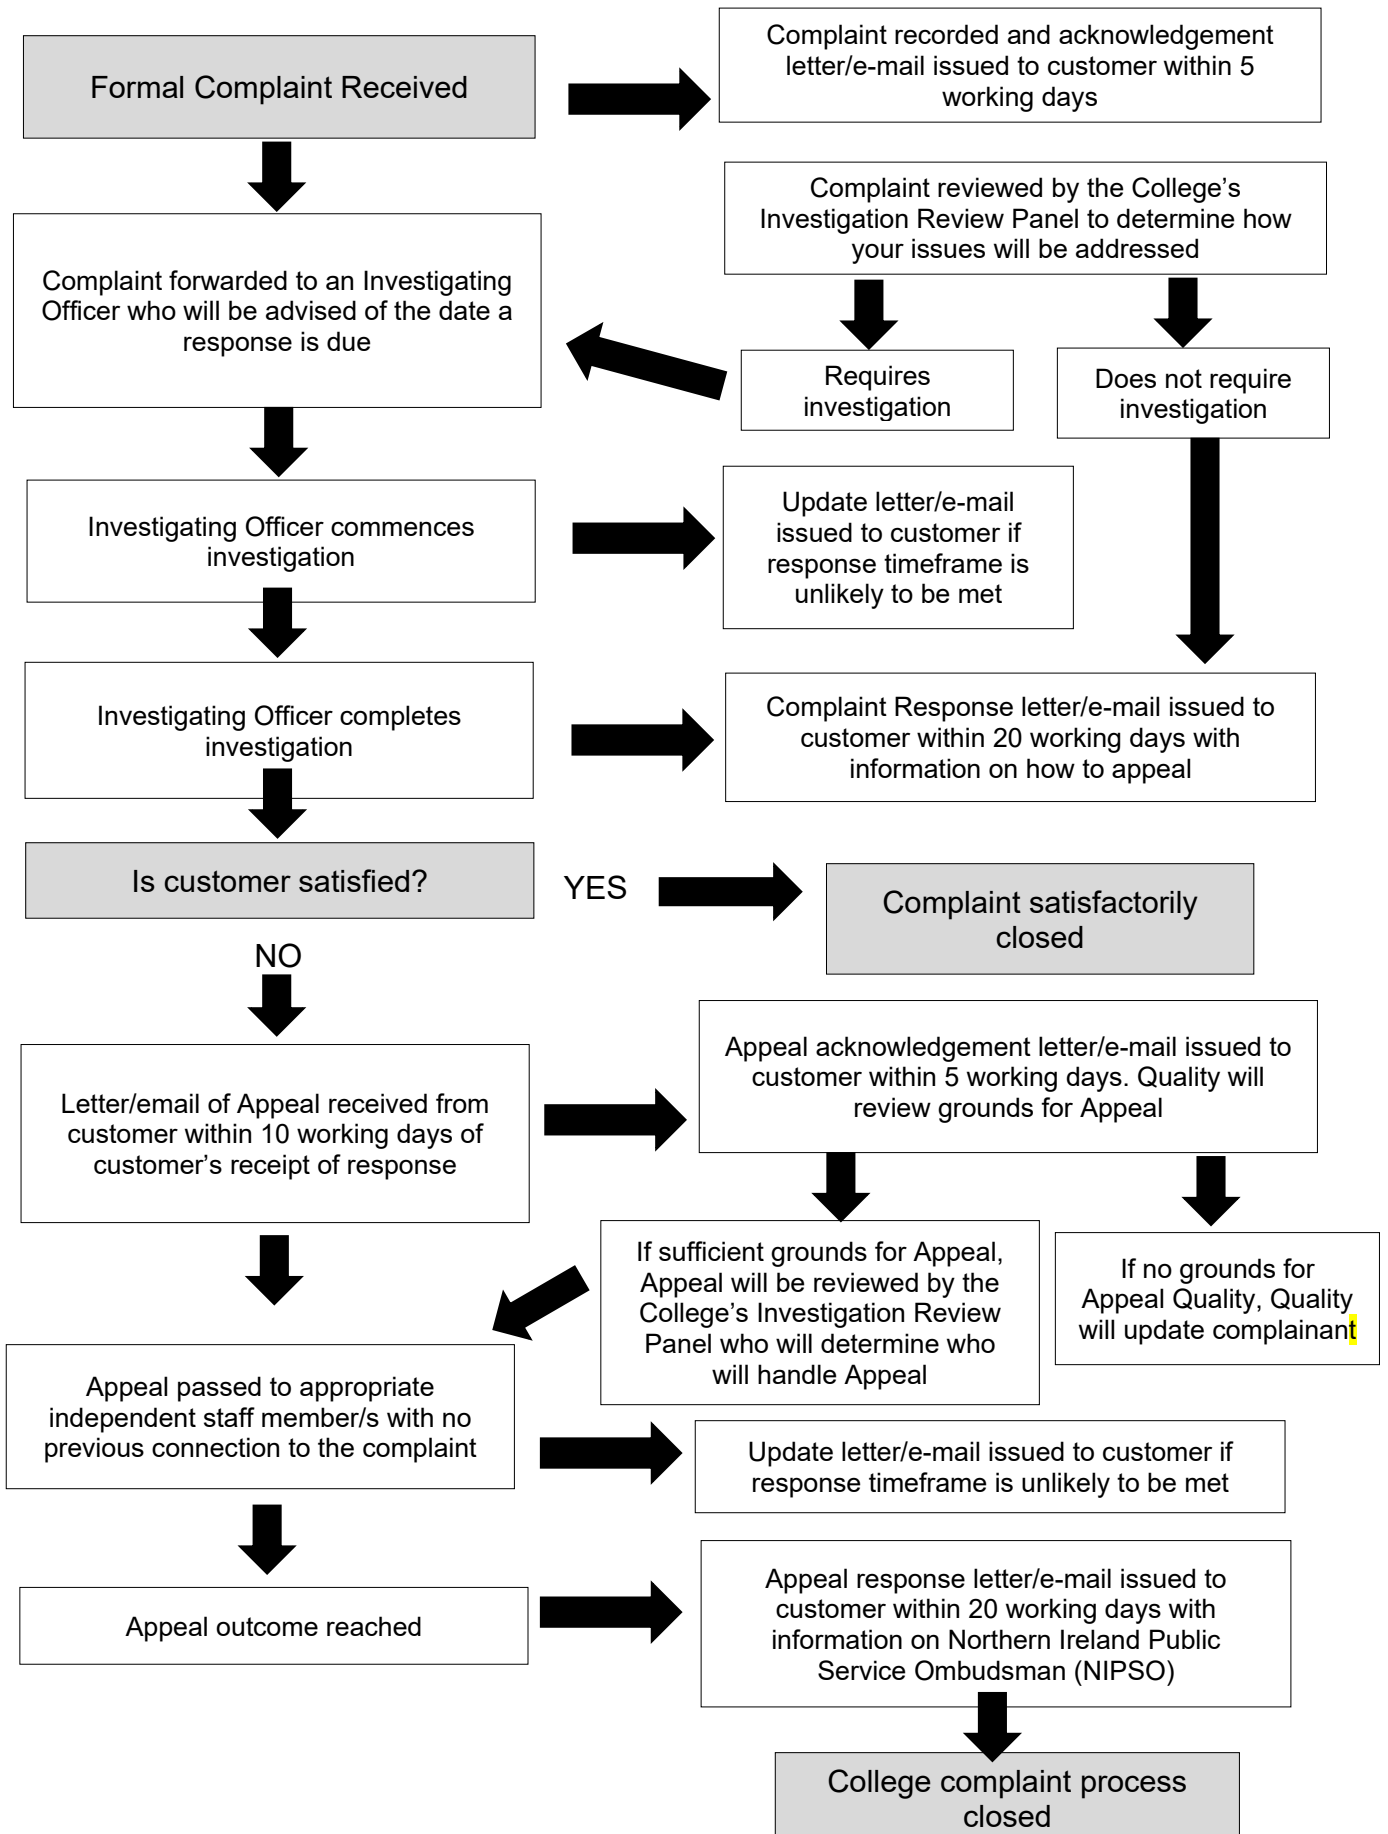 Formal Complaint Received
Complaint recorded and acknowledgement
letter/e-mail issued to customer within 5
working days
Complaint reviewed by the College’s
Investigation Review Panel to determine how
your issues will be addressed
Complaint forwarded to an Investigating
Officer who will be advised of the date a
response is due
Requires
investigation
Does not require
investigation
Investigating Officer commences
investigation
Update letter/e-mail
issued to customer if
response timeframe is
unlikely to be met
Investigating Officer completes
investigation
Complaint Response letter/e-mail issued to
customer within 20 working days with
information on how to appeal
Is customer satisfied?
YES
Complaint satisfactorily
closed
NO
Letter/email of Appeal received from
customer within 10 working days of
customer’s receipt of response
Appeal acknowledgement letter/e-mail issued to
customer within 5 working days. Quality will
review grounds for Appeal
If sufficient grounds for Appeal,
Appeal will be reviewed by the
College’s Investigation Review
Panel who will determine who
will handle Appeal
If no grounds for
Appeal Quality, Quality
will update complainant
Appeal passed to appropriate
independent staff member/s with no
previous connection to the complaint
Update letter/e-mail issued to customer if
response timeframe is unlikely to be met
Appeal outcome reached
Appeal response letter/e-mail issued to
customer within 20 working days with
information on Northern Ireland Public
Service Ombudsman (NIPSO)
College complaint process
closed